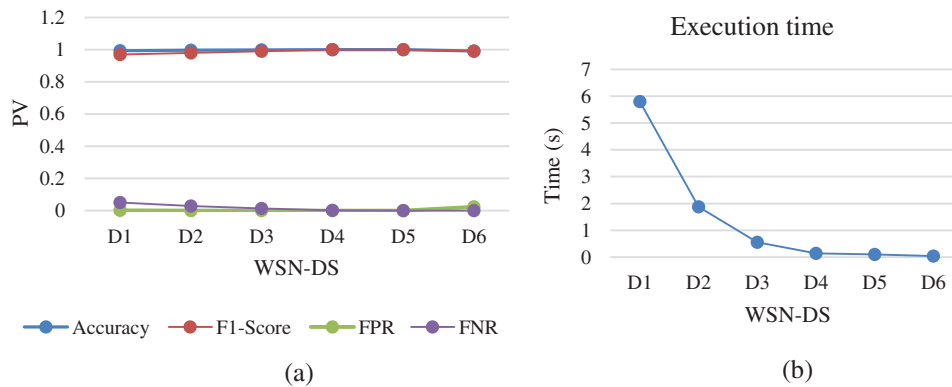 1.2
1
0.8
0.6
0.4
0.2
0
PV
D1 D2 D3 D4 D5 D6
WSN-DS
Accuracy F1-Score FPR FNR
(a)
Execution time
7
6
5
4
3
2
1
0
Time (s)
D1 D2 D3 D4 D5 D6
WSN-DS
(b)